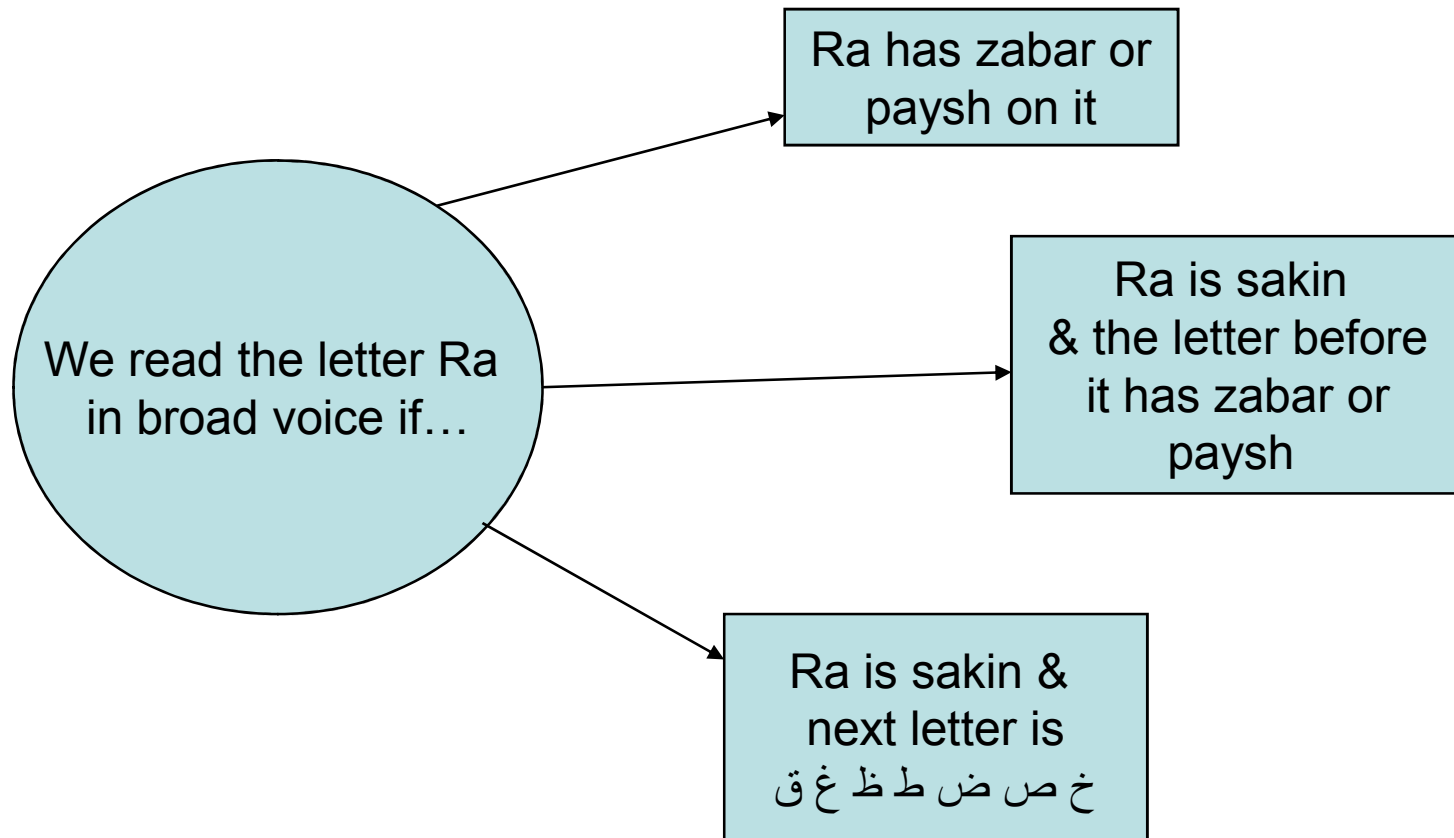 Ra has zabar or
paysh on it
We read the letter Ra
in broad voice if…
Ra is sakin
& the letter before
it has zabar or
paysh
Ra is sakin &
next letter is
خ ص ض ط ظ غ ق